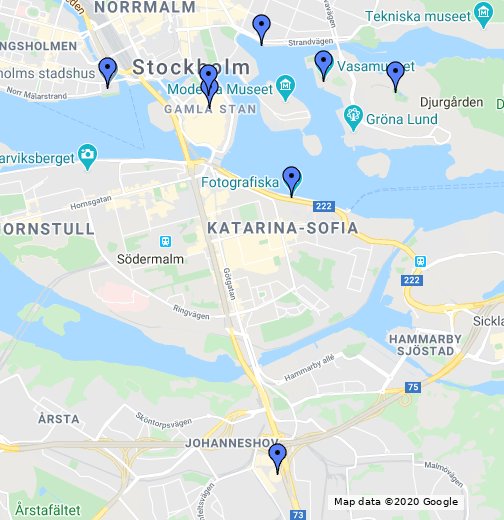 NORRMALM
Tekniska museet
NGSHOLMEN
Strandvägen
olms stadshus
Stockholm
Vasamuseet
Norr Mälarstrand
Moderna Museet
GAMLA STAN
Djurgården
Gröna Lund
arviksberget
Fotografiska
222
Hornsgatan
JORNSTULL
KATARINA-SOFIA
Södermalm
Götgatan
222
Ringvägen
Sickla
HAMMARBY
SJÖSTAD
Hammarby allé
75
ÅRSTA
Sköntorpsvägen
JOHANNESHOV
Malmövägen
Årstafältet
73
Map data ©2020 Google